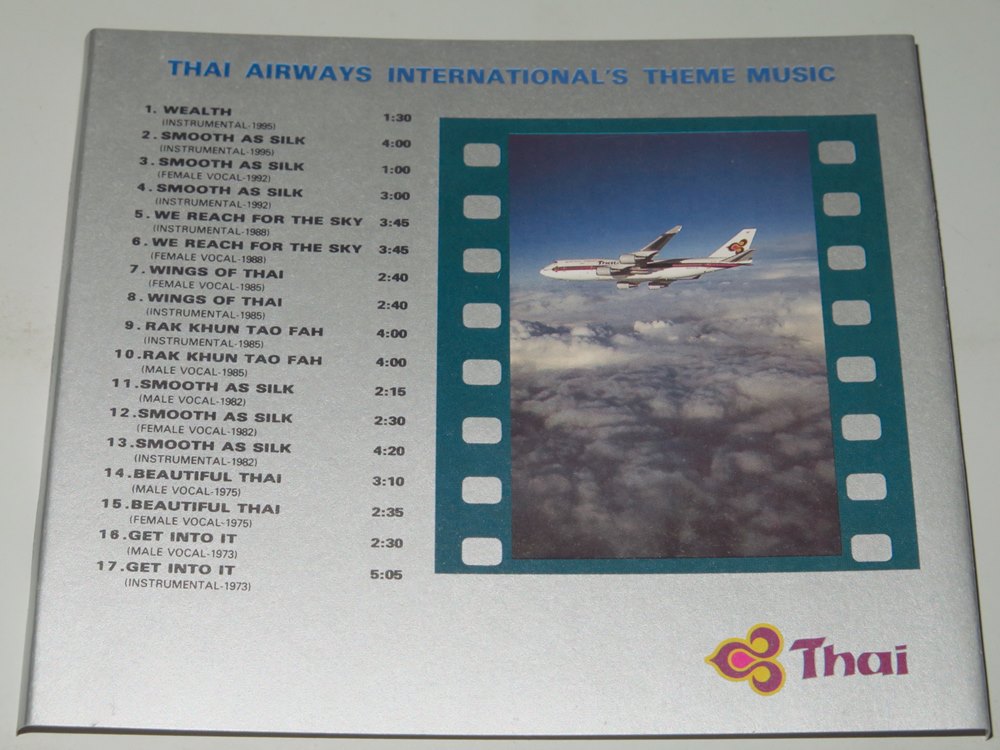 THAI AIRWAYS INTERNATIONAL'S THEME MUSIC
1. WEALTH 1:30
(INSTRUMENTAL-1995)
2. SMOOTH AS SILK 4:00
(INSTRUMENTAL-1995)
3. SMOOTH AS SILK 1:00
(FEMALE VOCAL-1992)
4. SMOOTH AS SILK 3:00
(INSTRUMENTAL-1992)
5. WE REACH FOR THE SKY 3:45
(INSTRUMENTAL-1988)
6. WE REACH FOR THE SKY 3:45
(FEMALE VOCAL-1988)
7. WINGS OF THAI 2:40
(FEMALE VOCAL-1985)
8. WINGS OF THAI 2:40
(INSTRUMENTAL-1985)
9. RAK KHUN TAO FAH 4:00
(INSTRUMENTAL-1985)
10. RAK KHUN TAO FAH 4:00
(MALE VOCAL-1985)
11. SMOOTH AS SILK 2:15
(MALE VOCAL-1982)
12. SMOOTH AS SILK 2:30
(FEMALE VOCAL-1982)
13. SMOOTH AS SILK 4:20
(INSTRUMENTAL-1982)
14. BEAUTIFUL THAI 3:10
(MALE VOCAL-1975)
15. BEAUTIFUL THAI 2:35
(FEMALE VOCAL-1975)
16. GET INTO IT 2:30
(MALE VOCAL-1973)
17. GET INTO IT 5:05
(INSTRUMENTAL-1973)
Thai
Thai